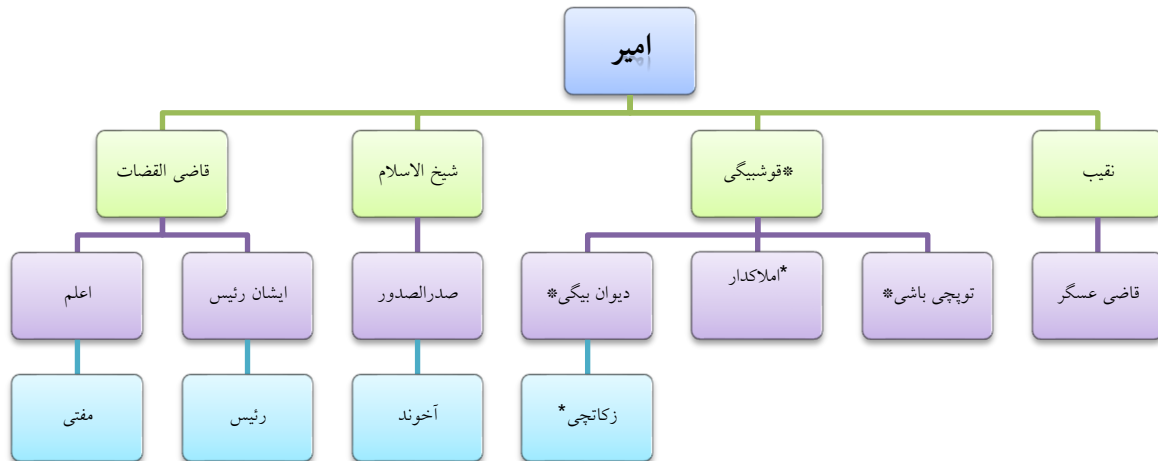 امیر
نقیب
*قوشبیگی
شیخ الاسلام
قاضی القضات
قاضی عسگر
توپچی باشی*
*املاکدار
دیوان بیگی*
صدرالصدور
ایشان رئیس
اعلم
زکاتچی*
آخوند
رئیس
مفتی